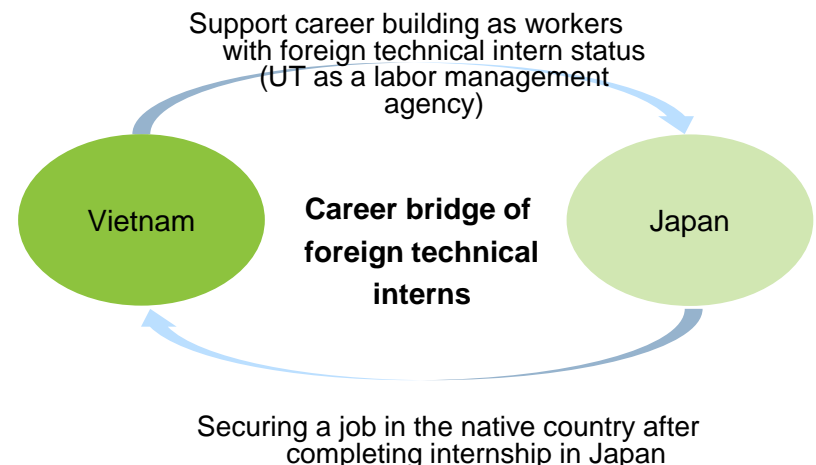 Support career building as workers
with foreign technical intern status
(UT as a labor management
agency)
Vietnam
Career bridge of
foreign technical
interns
Japan
Securing a job in the native country after
completing internship in Japan